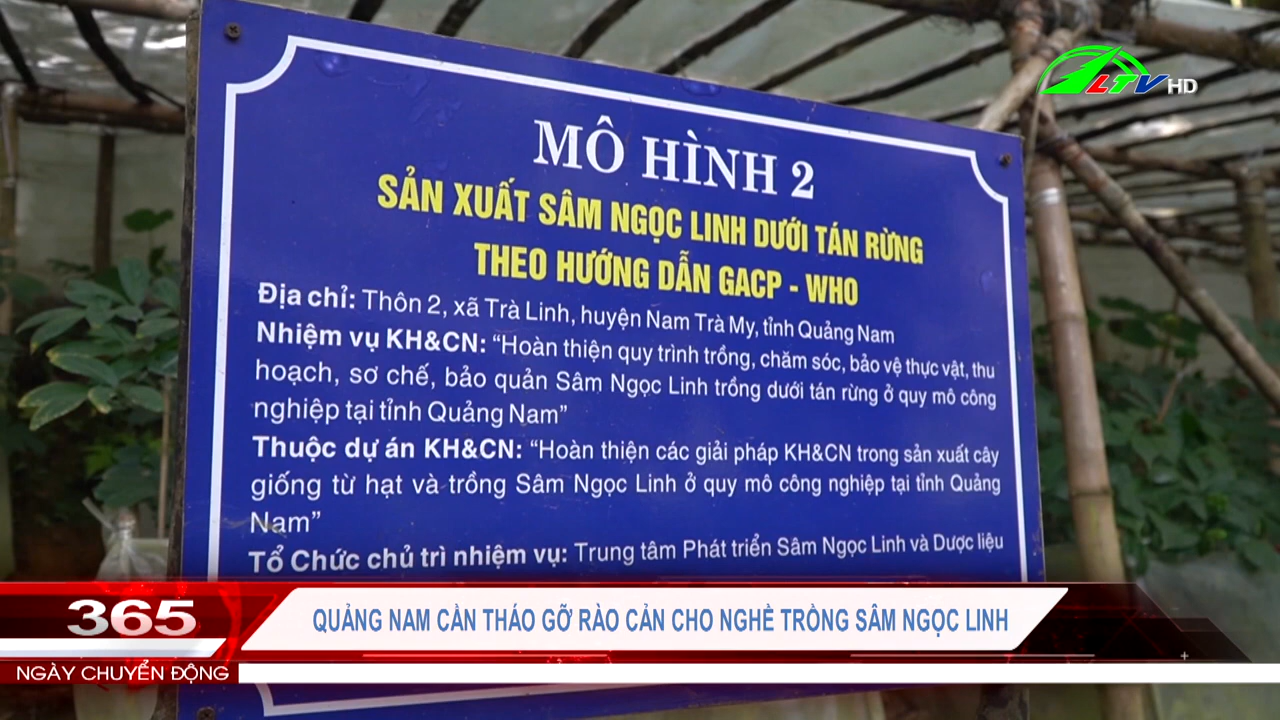 LTV HD
MÔ HÌNH 2
SẢN XUẤT SÂM NGỌC LINH DƯỚI TÁN RỪNG
THEO HƯỚNG DẪN GACP - WHO
Địa chỉ: Thôn 2, xã Trà Linh, huyện Nam Trà My, tỉnh Quảng Nam
Nhiệm vụ KH&CN: “Hoàn thiện quy trình trồng, chăm sóc, bảo vệ thực vật, thu
hoạch, sơ chế, bảo quản Sâm Ngọc Linh trồng dưới tán rừng ở quy mô công
nghiệp tại tỉnh Quảng Nam”
Thuộc dự án KH&CN: “Hoàn thiện các giải pháp KH&CN trong sản xuất cây
giống từ hạt và trồng Sâm Ngọc Linh ở quy mô công nghiệp tại tỉnh Quảng
Nam”
Tổ Chức chủ trì nhiệm vụ: Trung tâm Phát triển Sâm Ngọc Linh và Dược liệu
365
QUẢNG NAM CẦN THÁO GỠ RÀO CẢN CHO NGHỀ TRỒNG SÂM NGỌC LINH
NGÀY CHUYỂN ĐỘNG